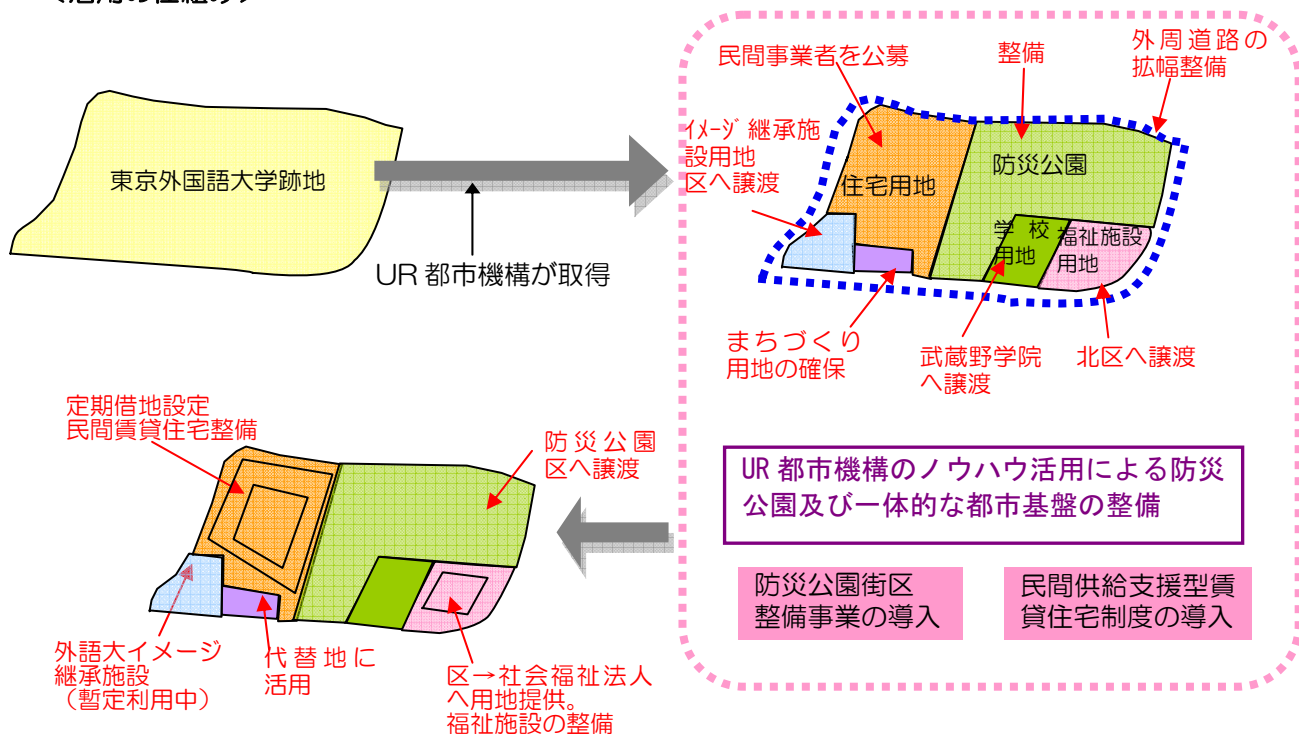 東京外国語大学跡地
UR 都市機構が取得
民間事業者を公募
整備
外周道路の
拡幅整備
ｲﾒｰｼﾞ継承施
設用地
区へ譲渡
住宅用地
防災公園
学校
用地
福祉施設
用地
まちづくり
用地の確保
武蔵野学院
へ譲渡
北区へ譲渡
UR 都市機構のノウハウ活用による防災
公園及び一体的な都市基盤の整備
防災公園街区
整備事業の導入
民間供給支援型賃
貸住宅制度の導入
定期借地設定
民間賃貸住宅整備
防災公園
区へ譲渡
外語大イメージ
継承施設
（暫定利用中）
代替地に
活用
区→社会福祉法人
へ用地提供。
福祉施設の整備